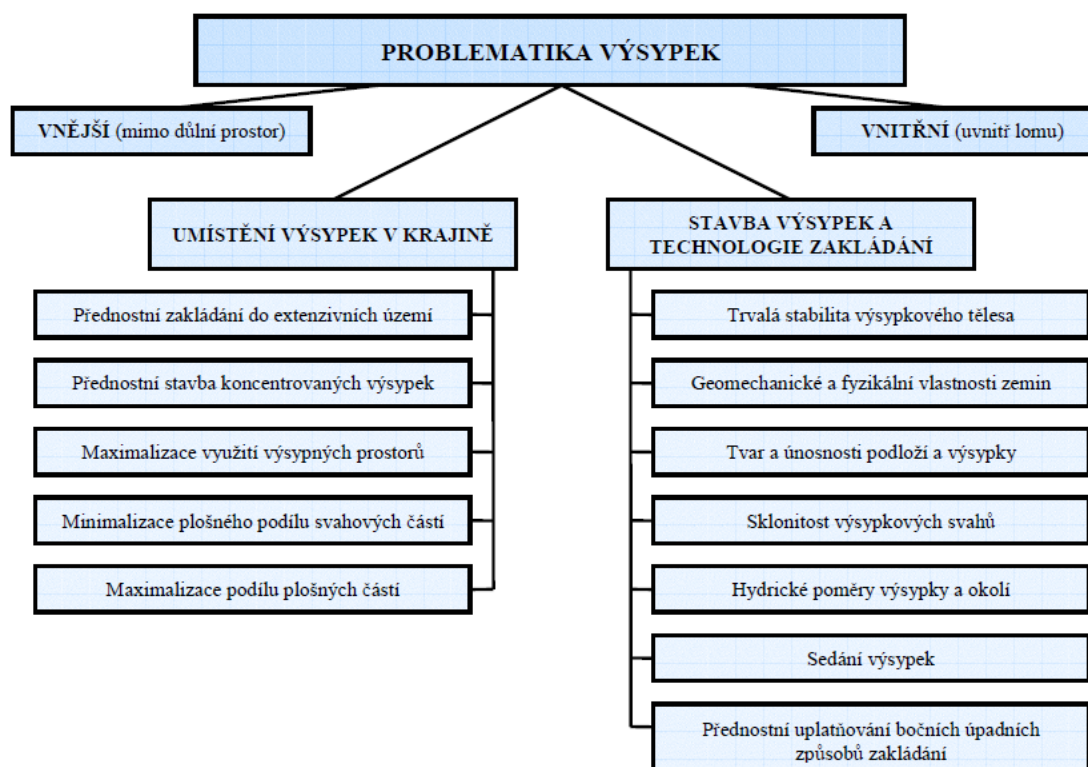 PROBLEMATIKA VÝSYPEK
VNĚJŠÍ (mimo důlní prostor)
VNITŘNÍ (uvnitř lomu)
UMÍSTĚNÍ VÝSYPEK V KRAJINĚ
Přednostní zakládání do extenzivních území
Přednostní stavba koncentrovaných výsypek
Maximalizace využití výsypných prostorů
Minimalizace plošného podílu svahových částí
Maximalizace podílu plošných částí
STAVBA VÝSYPEK A
TECHNOLOGIE ZAKLÁDÁNÍ
Trvalá stabilita výsypkového tělesa
Geomechanické a fyzikální vlastnosti zemin
Tvar a únosnosti podloží a výsypky
Sklonitost výsypkových svahů
Hydrické poměry výsypky a okolí
Sedání výsypek
Přednostní uplatňování bočních úpadních
způsobů zakládání